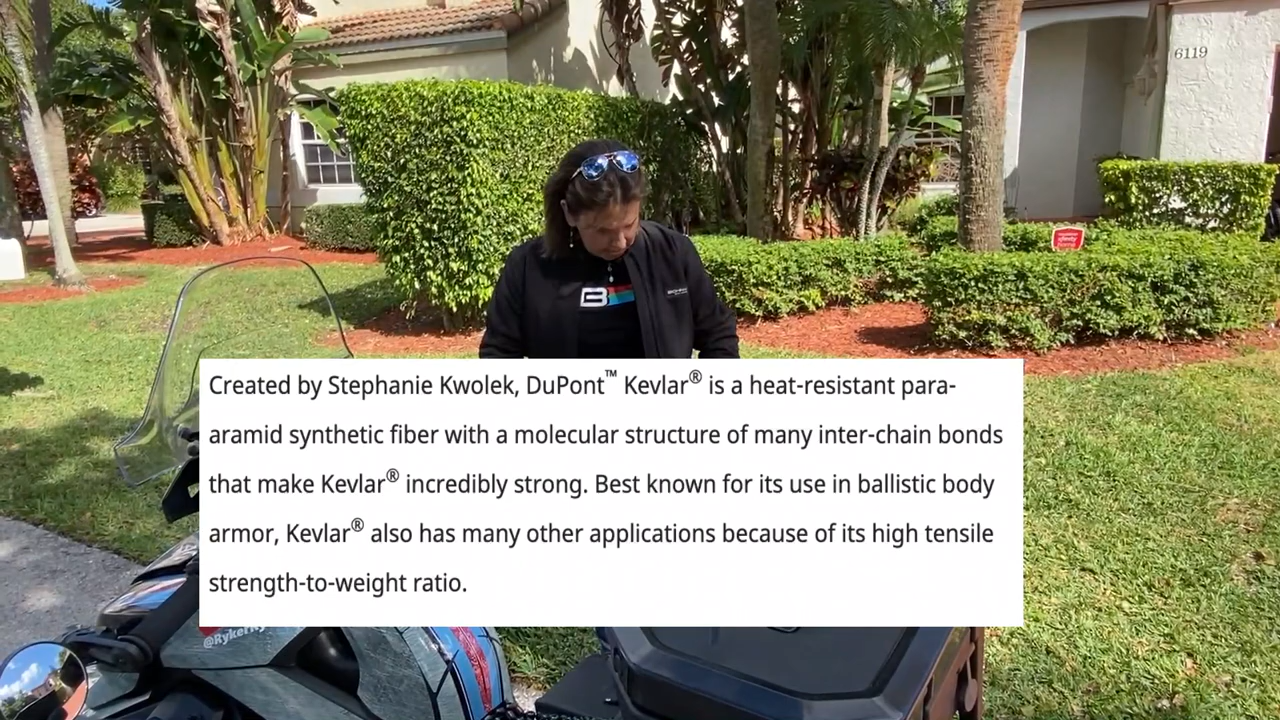 6119
B
Created by Stephanie Kwolek, DuPont™ Kevlar® is a heat-resistant para-
aramid synthetic fiber with a molecular structure of many inter-chain bonds
that make Kevlar® incredibly strong. Best known for its use in ballistic body
armor, Kevlar® also has many other applications because of its high tensile
strength-to-weight ratio.